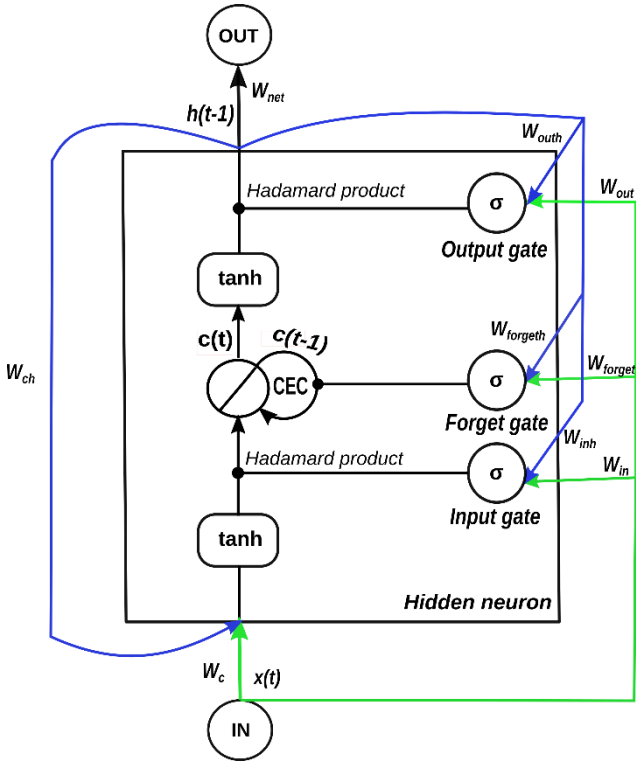 OUT
W_net
h(t-1)
W_outh
Hadamard product
σ
W_out
Output gate
tanh
c(t)
c(t-1)
W_forgeth
W_ch
CEC
σ
W_forget
Forget gate
W_inh
Hadamard product
σ
W_in
Input gate
tanh
Hidden neuron
W_c
x(t)
IN